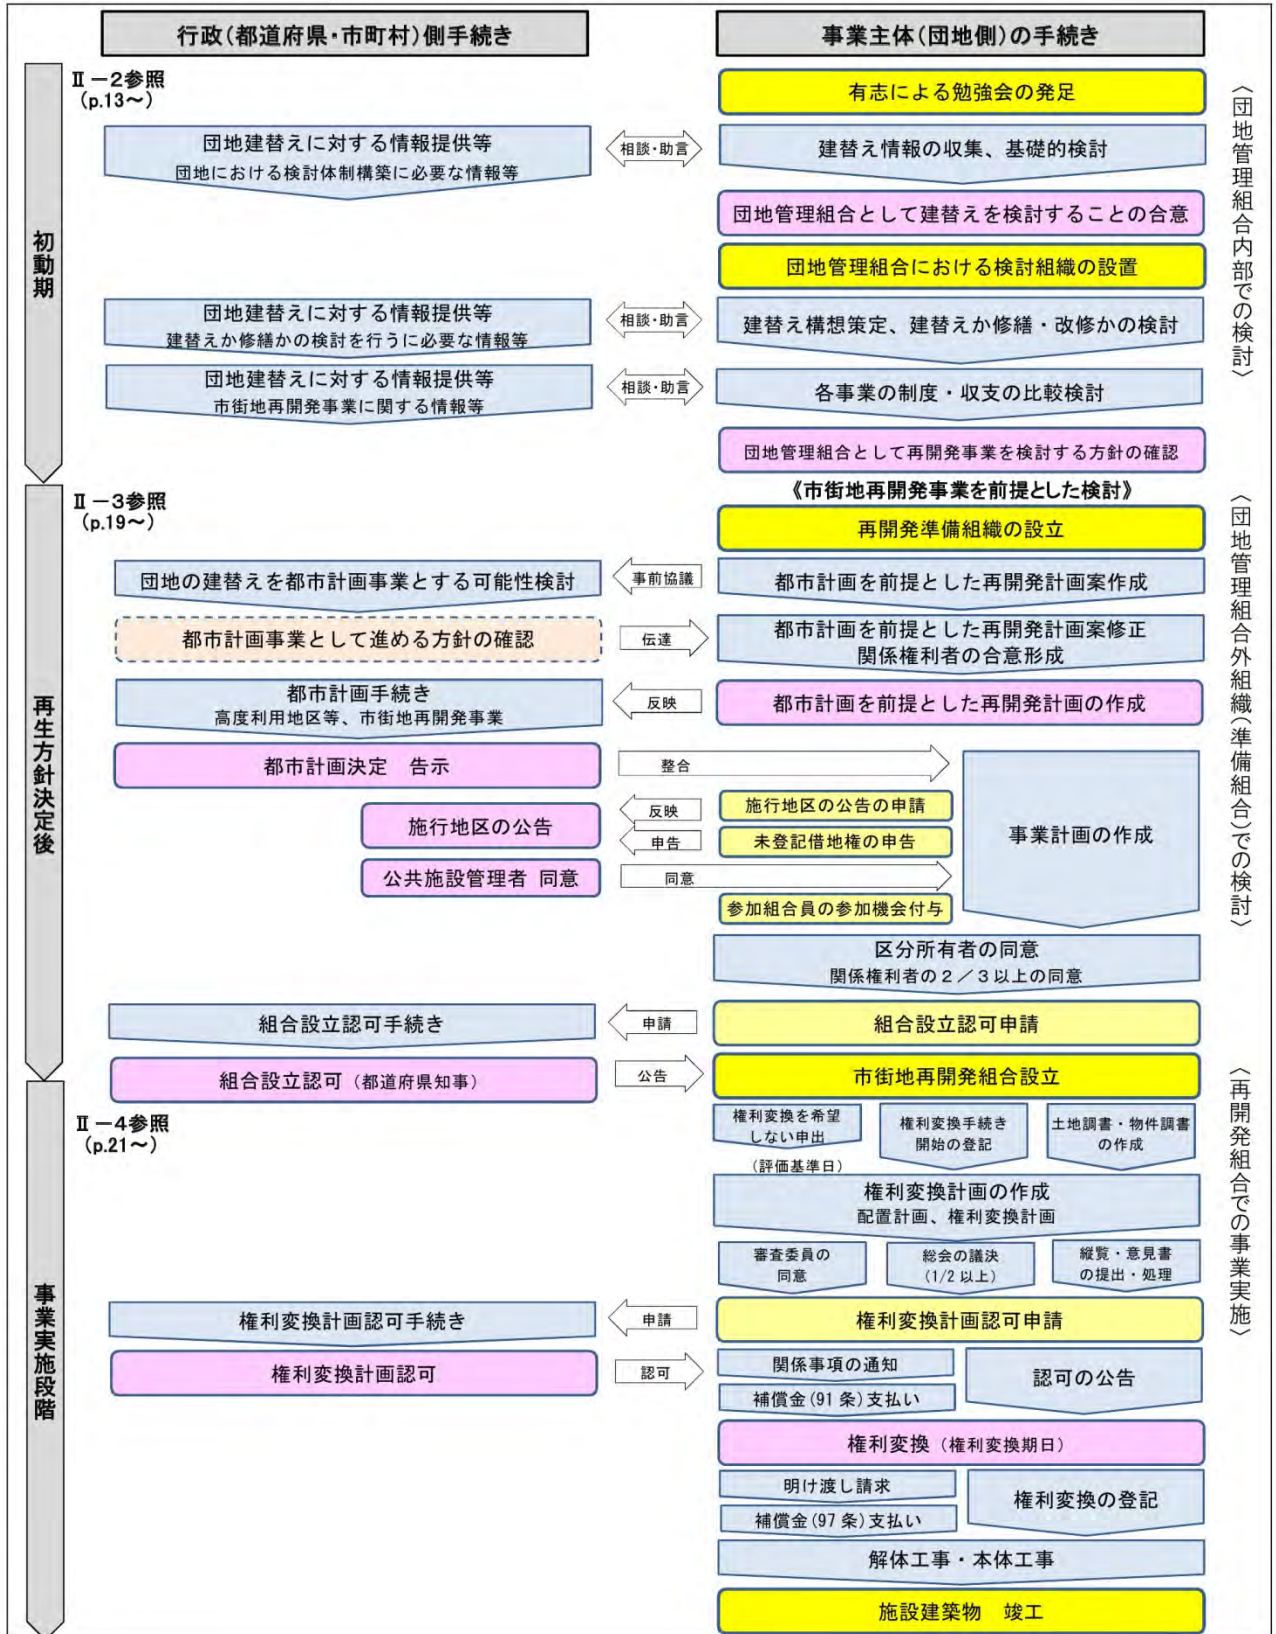 行政(都道府県・市町村)側手続き
事業主体(団地側)の手続き
初動期
Ⅱ－2参照
(p.13～)
有志による勉強会の発足
団地建替えに対する情報提供等
団地における検討体制構築に必要な情報等
相談・助言
建替え情報の収集、基礎的検討
団地管理組合として建替えを検討することの合意
団地管理組合における検討組織の設置
団地建替えに対する情報提供等
建替えか修繕かの検討を行うに必要な情報等
相談・助言
建替え構想策定、建替えか修繕・改修かの検討
団地建替えに対する情報提供等
市街地再開発事業に関する情報等
相談・助言
各事業の制度・収支の比較検討
団地管理組合として再開発事業を検討する方針の確認
〈団地管理組合内部での検討〉
再生方針決定後
Ⅱ－3参照
(p.19～)
《市街地再開発事業を前提とした検討》
再開発準備組織の設立
団地の建替えを都市計画事業とする可能性検討
事前協議
都市計画を前提とした再開発計画案作成
都市計画事業として進める方針の確認
伝達
都市計画を前提とした再開発計画案修正
関係権利者の合意形成
都市計画手続き
高度利用地区等、市街地再開発事業
反映
都市計画を前提とした再開発計画の作成
都市計画決定　告示
整合
事業計画の作成
施行地区の公告
反映
施行地区の公告の申請
申告
未登記借地権の申告
公共施設管理者 同意
同意
参加組合員の参加機会付与
区分所有者の同意
関係権利者の２／３以上の同意
組合設立認可手続き
申請
組合設立認可申請
〈団地管理組合外組織(準備組合)での検討〉
組合設立認可(都道府県知事)
公告
市街地再開発組合設立
事業実施段階
Ⅱ－4参照
(p.21～)
権利変換を希望
しない申出
権利変換手続き
開始の登記
土地調書・物件調書
の作成
(評価基準日)
権利変換計画の作成
配置計画、権利変換計画
審査委員の
同意
総会の議決
(1/2 以上)
縦覧・意見書
の提出・処理
権利変換計画認可手続き
申請
権利変換計画認可申請
権利変換計画認可
認可
関係事項の通知
認可の公告
補償金(91 条)支払い
権利変換(権利変換期日)
明け渡し請求
権利変換の登記
補償金(97 条)支払い
解体工事・本体工事
施設建築物　竣工
〈再開発組合での事業実施〉